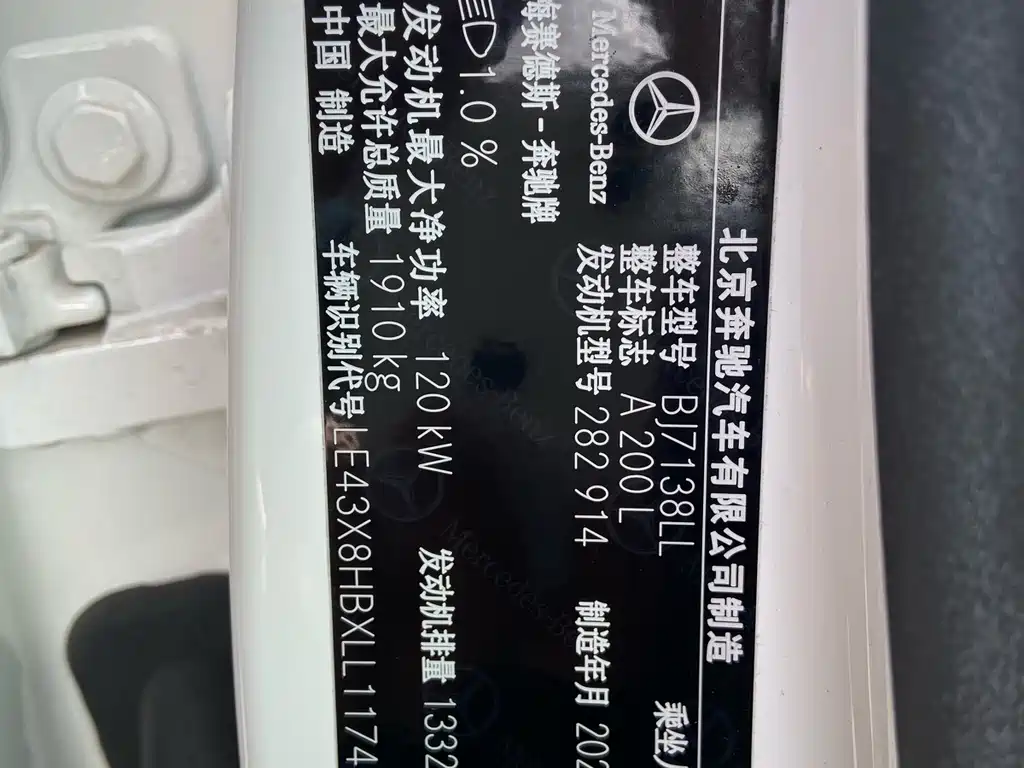 北京奔驰汽车有限公司制造
Mercedes-Benz
整车型号 BJ7138LL
乘坐人
整车标志 A 200 L
梅赛德斯-奔驰牌
发动机型号 282 914
制造年月 202
1.0 %
发动机最大净功率 120 kW
发动机排量 1332
最大允许总质量 1910 kg
中国 制造
车辆识别代号 LE43X8HBXLL1174